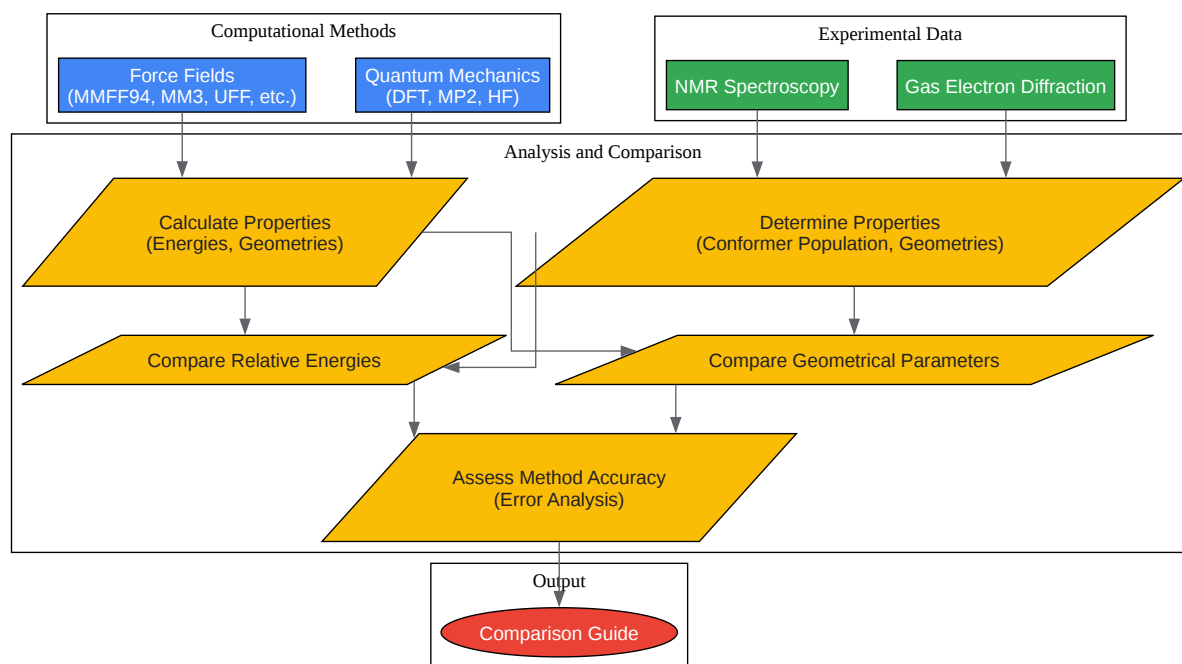 Computational Methods
Force Fields
(MMFF94, MM3, UFF, etc.)
Quantum Mechanics
(DFT, MP2, HF)
Experimental Data
NMR Spectroscopy
Gas Electron Diffraction
Analysis and Comparison
Calculate Properties
(Energies, Geometries)
Determine Properties
(Conformer Population, Geometries)
Compare Relative Energies
Compare Geometrical Parameters
Assess Method Accuracy
(Error Analysis)
Output
Comparison Guide